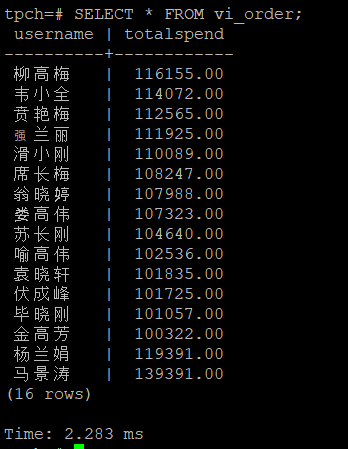 tpch=# SELECT * FROM vi_order;
username | totalspend
----------+------------
柳高梅 | 116155.00
韦小全 | 114072.00
贲艳梅 | 112565.00
强兰丽 | 111925.00
滑小刚 | 110089.00
席长梅 | 108247.00
翁晓婷 | 107988.00
娄高伟 | 107323.00
苏长刚 | 104640.00
喻高伟 | 102536.00
袁晓轩 | 101835.00
伏成峰 | 101725.00
毕晓刚 | 101057.00
金高芳 | 100322.00
杨兰娟 | 119391.00
马景涛 | 139391.00
(16 rows)
Time: 2.283 ms